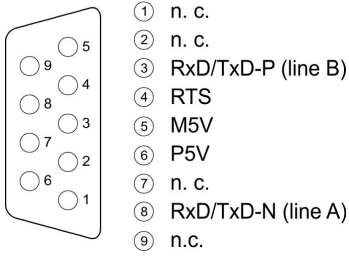 5
9
4
8
3
7
2
6
1
1 n. c.
2 n. c.
3 RxD/TxD-P (line B)
4 RTS
5 M5V
6 P5V
7 n. c.
8 RxD/TxD-N (line A)
9 n.c.